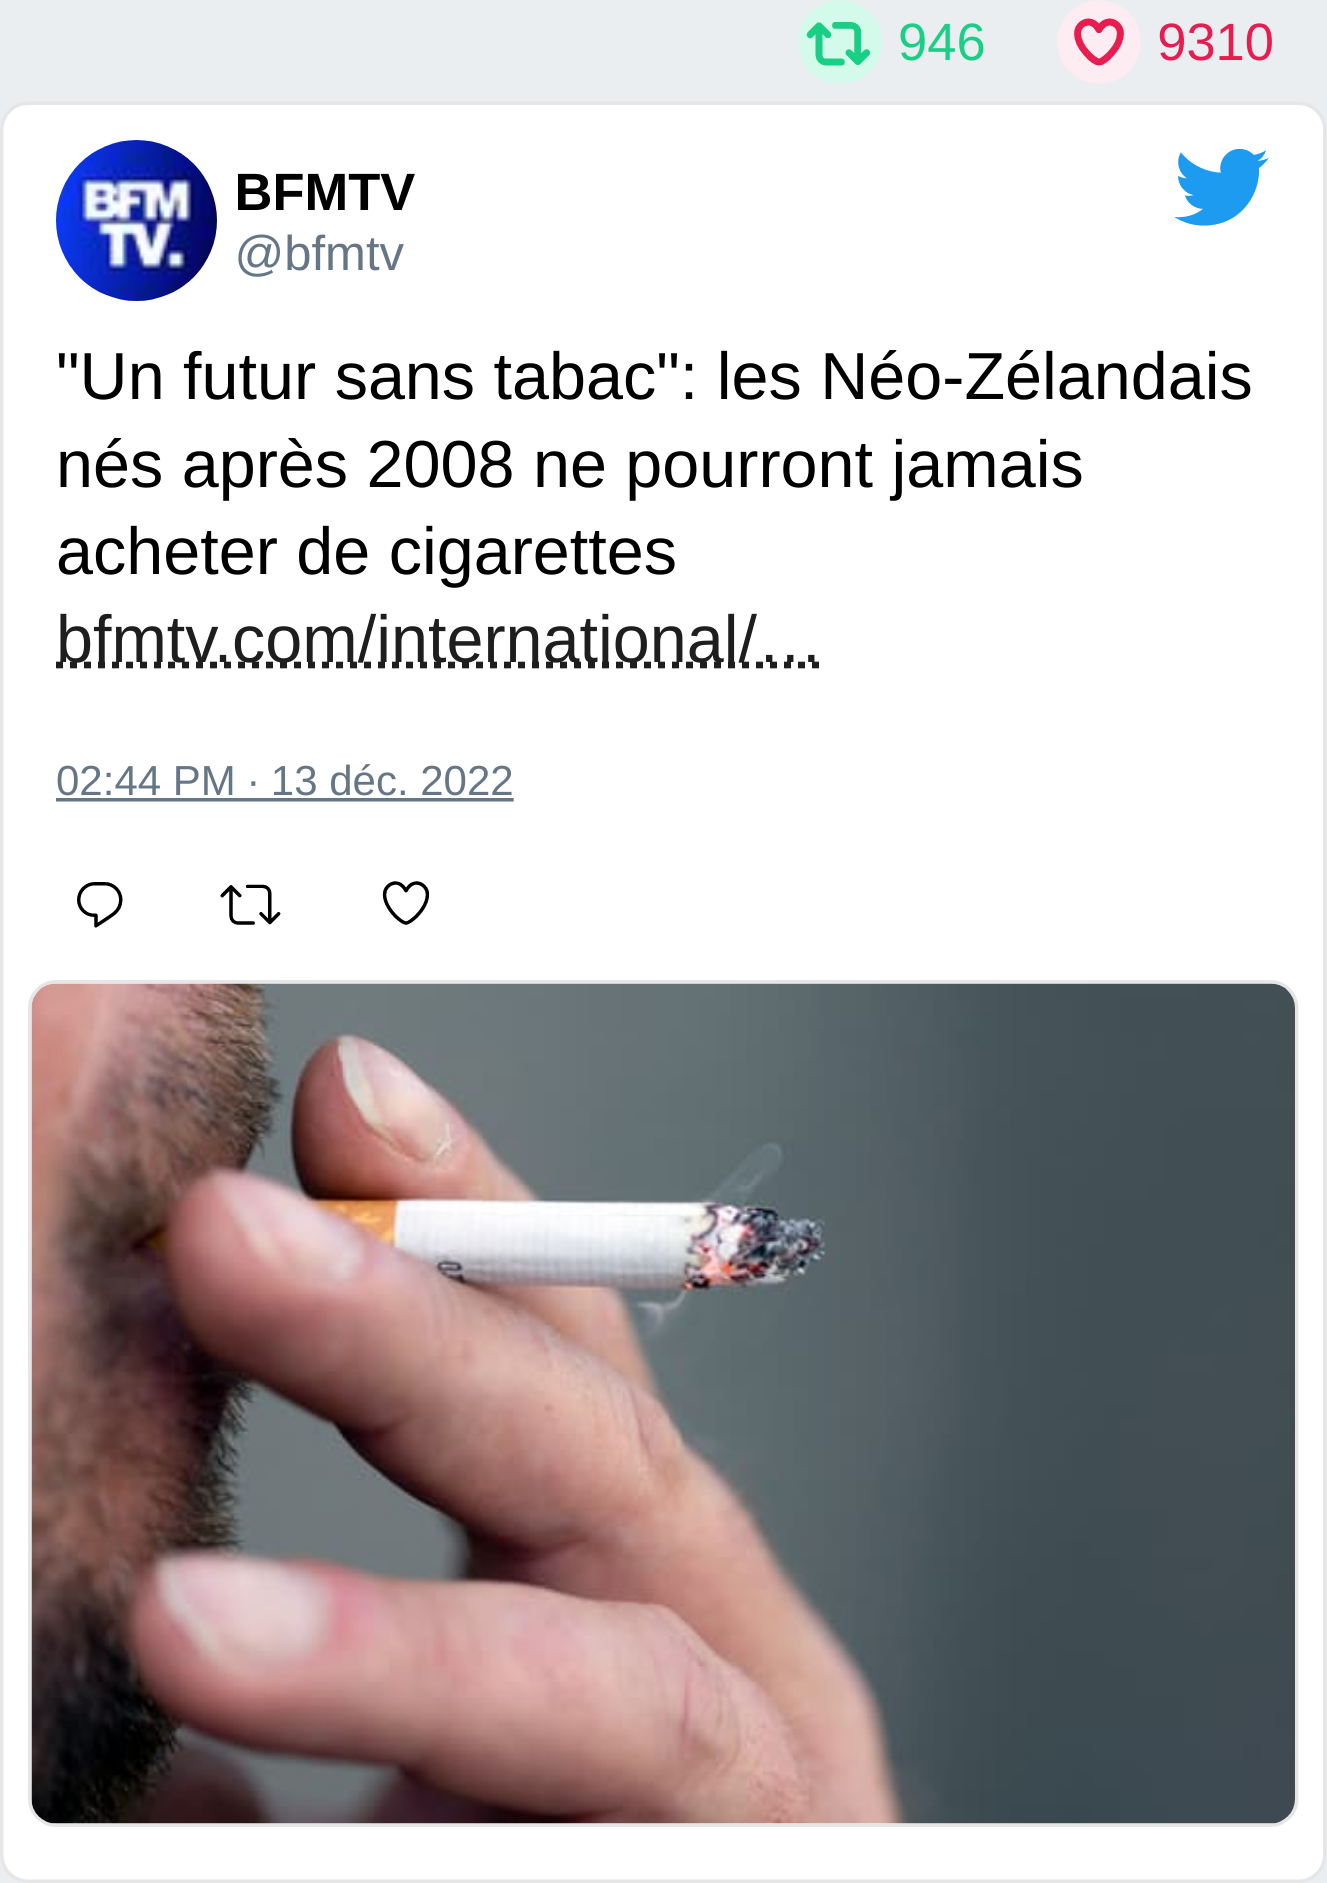 946 9310
BFM
TV.
BFMTV
@bfmtv
"Un futur sans tabac": les Néo-Zélandais
nés après 2008 ne pourront jamais
acheter de cigarettes
bfmtv.com/international/…
02:44 PM · 13 déc. 2022